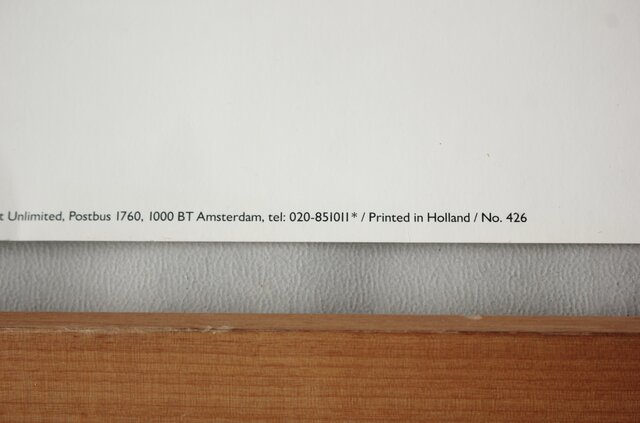 t Unlimited, Postbus 1760, 1000 BT Amsterdam, tel: 020-851011* / Printed in Holland / No. 426